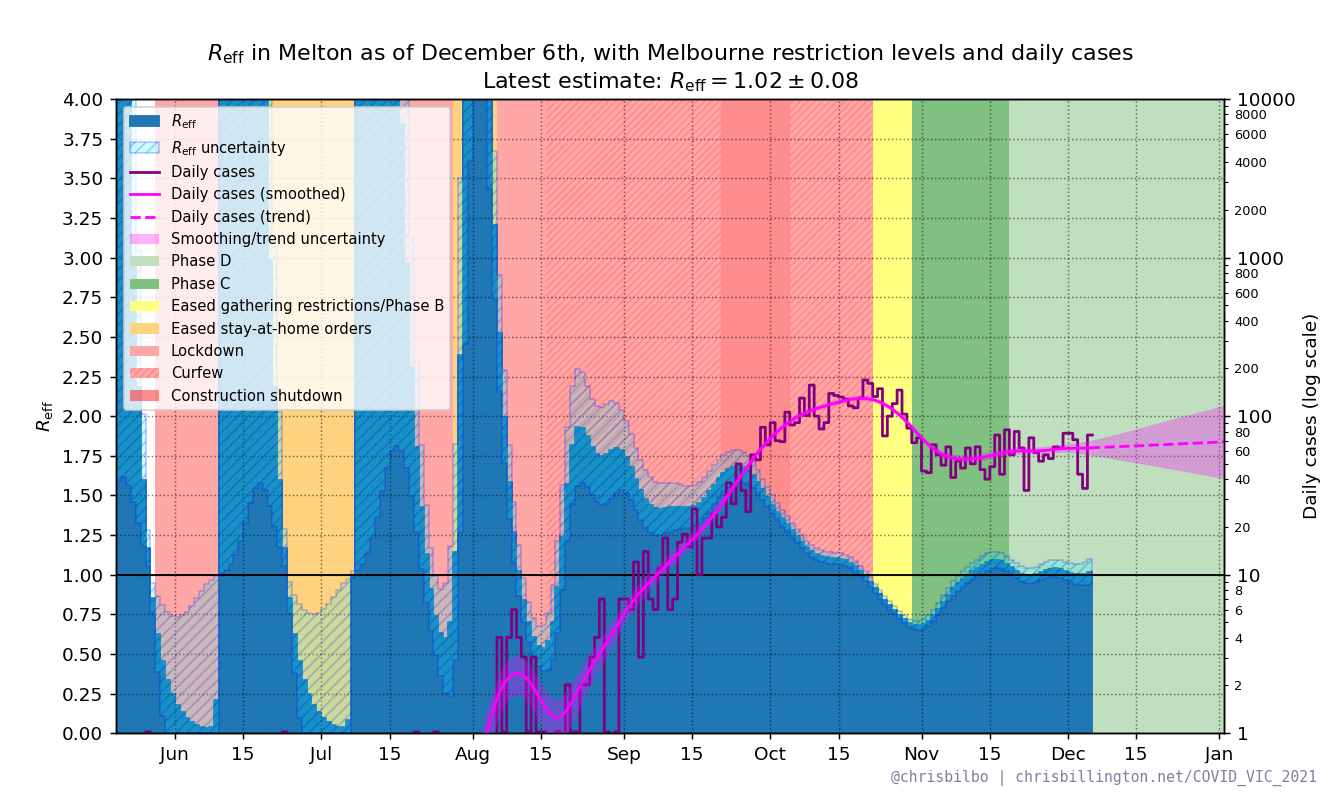 R_eff in Melton as of December 6th, with Melbourne restriction levels and daily cases
Latest estimate: R_eff = 1.02 ± 0.08
4.00
3.75
3.50
3.25
3.00
2.75
2.50
2.25
2.00
1.75
1.50
1.25
1.00
0.75
0.50
0.25
0.00
R_eff
R_eff
R_eff uncertainty
Daily cases
Daily cases (smoothed)
Daily cases (trend)
Smoothing/trend uncertainty
Phase D
Phase C
Eased gathering restrictions/Phase B
Eased stay-at-home orders
Lockdown
Curfew
Construction shutdown
10000
8000
6000
4000
2000
1000
800
600
400
200
100
80
60
40
20
10
8
6
4
2
1
Daily cases (log scale)
Jun 15 Jul 15 Aug 15 Sep 15 Oct 15 Nov 15 Dec 15 Jan
@chrisbilbo | chrisbillington.net/COVID_VIC_2021